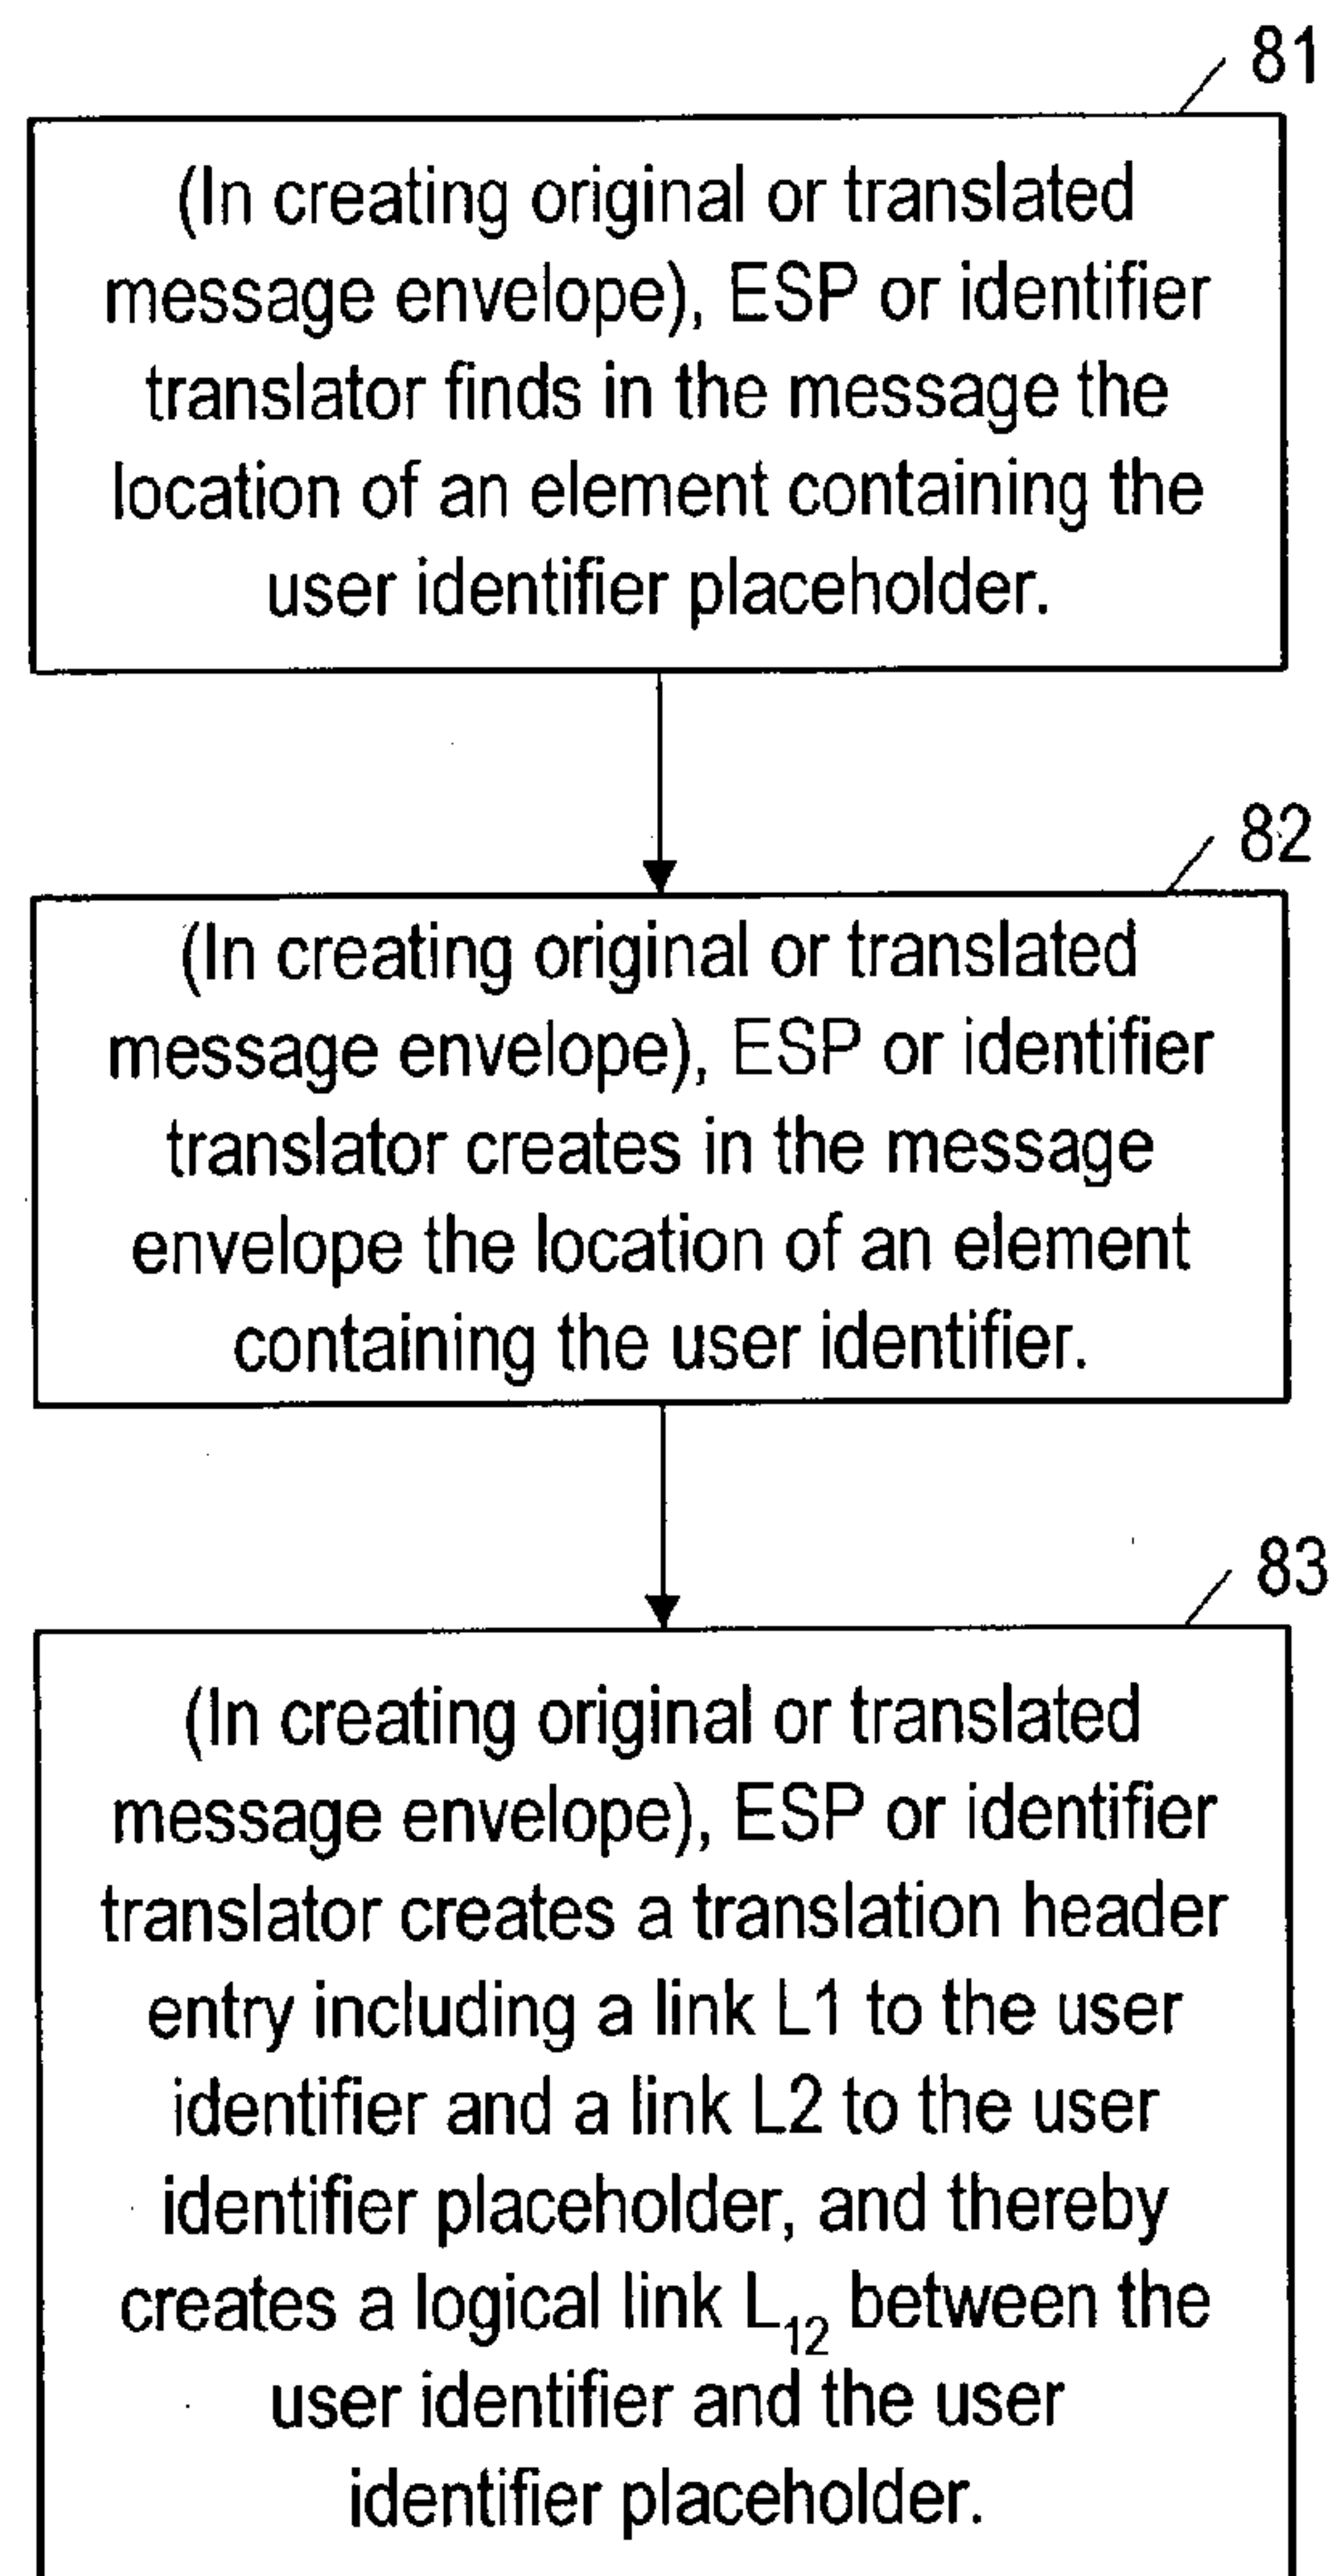 81
(In creating original or translated
message envelope), ESP or identifier
translator finds in the message the
location of an element containing the
user identifier placeholder.
82
(In creating original or translated
message envelope), ESP or identifier
translator creates in the message
envelope the location of an element
containing the user identifier.
83
(In creating original or translated
message envelope), ESP or identifier
translator creates a translation header
entry including a link L1 to the user
identifier and a link L2 to the user
identifier placeholder, and thereby
creates a logical link L₁₂ between the
user identifier and the user
identifier placeholder.